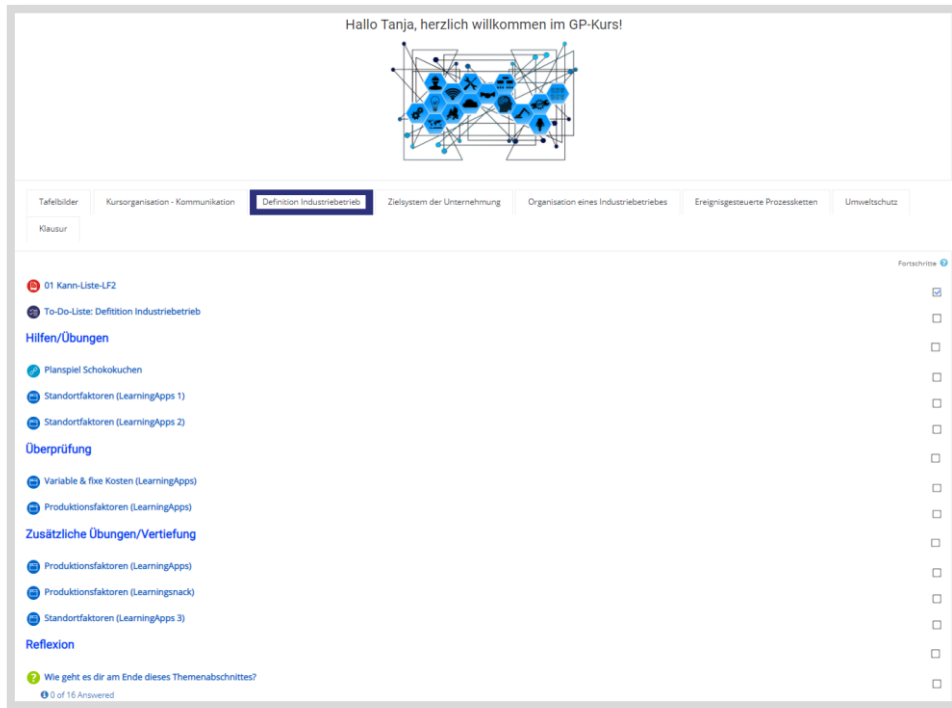 Hallo Tanja, herzlich willkommen im GP-Kurs!
Tafelbilder Kursorganisation - Kommunikation Definition Industriebetrieb Zielsystem der Unternehmung Organisation eines Industriebetriebes Ereignisgesteuerte Prozessketten Umweltschutz
Klausur
Fortschritte
01 Kann-Liste-LF2
To-Do-Liste: Defitition Industriebetrieb
Hilfen/Übungen
Planspiel Schokokuchen
Standortfaktoren (LearningApps 1)
Standortfaktoren (LearningApps 2)
Überprüfung
Variable & fixe Kosten (LearningApps)
Produktionsfaktoren (LearningApps)
Zusätzliche Übungen/Vertiefung
Produktionsfaktoren (LearningApps)
Produktionsfaktoren (Learningsnack)
Standortfaktoren (LearningApps 3)
Reflexion
Wie geht es dir am Ende dieses Themenabschnittes?
0 of 16 Answered